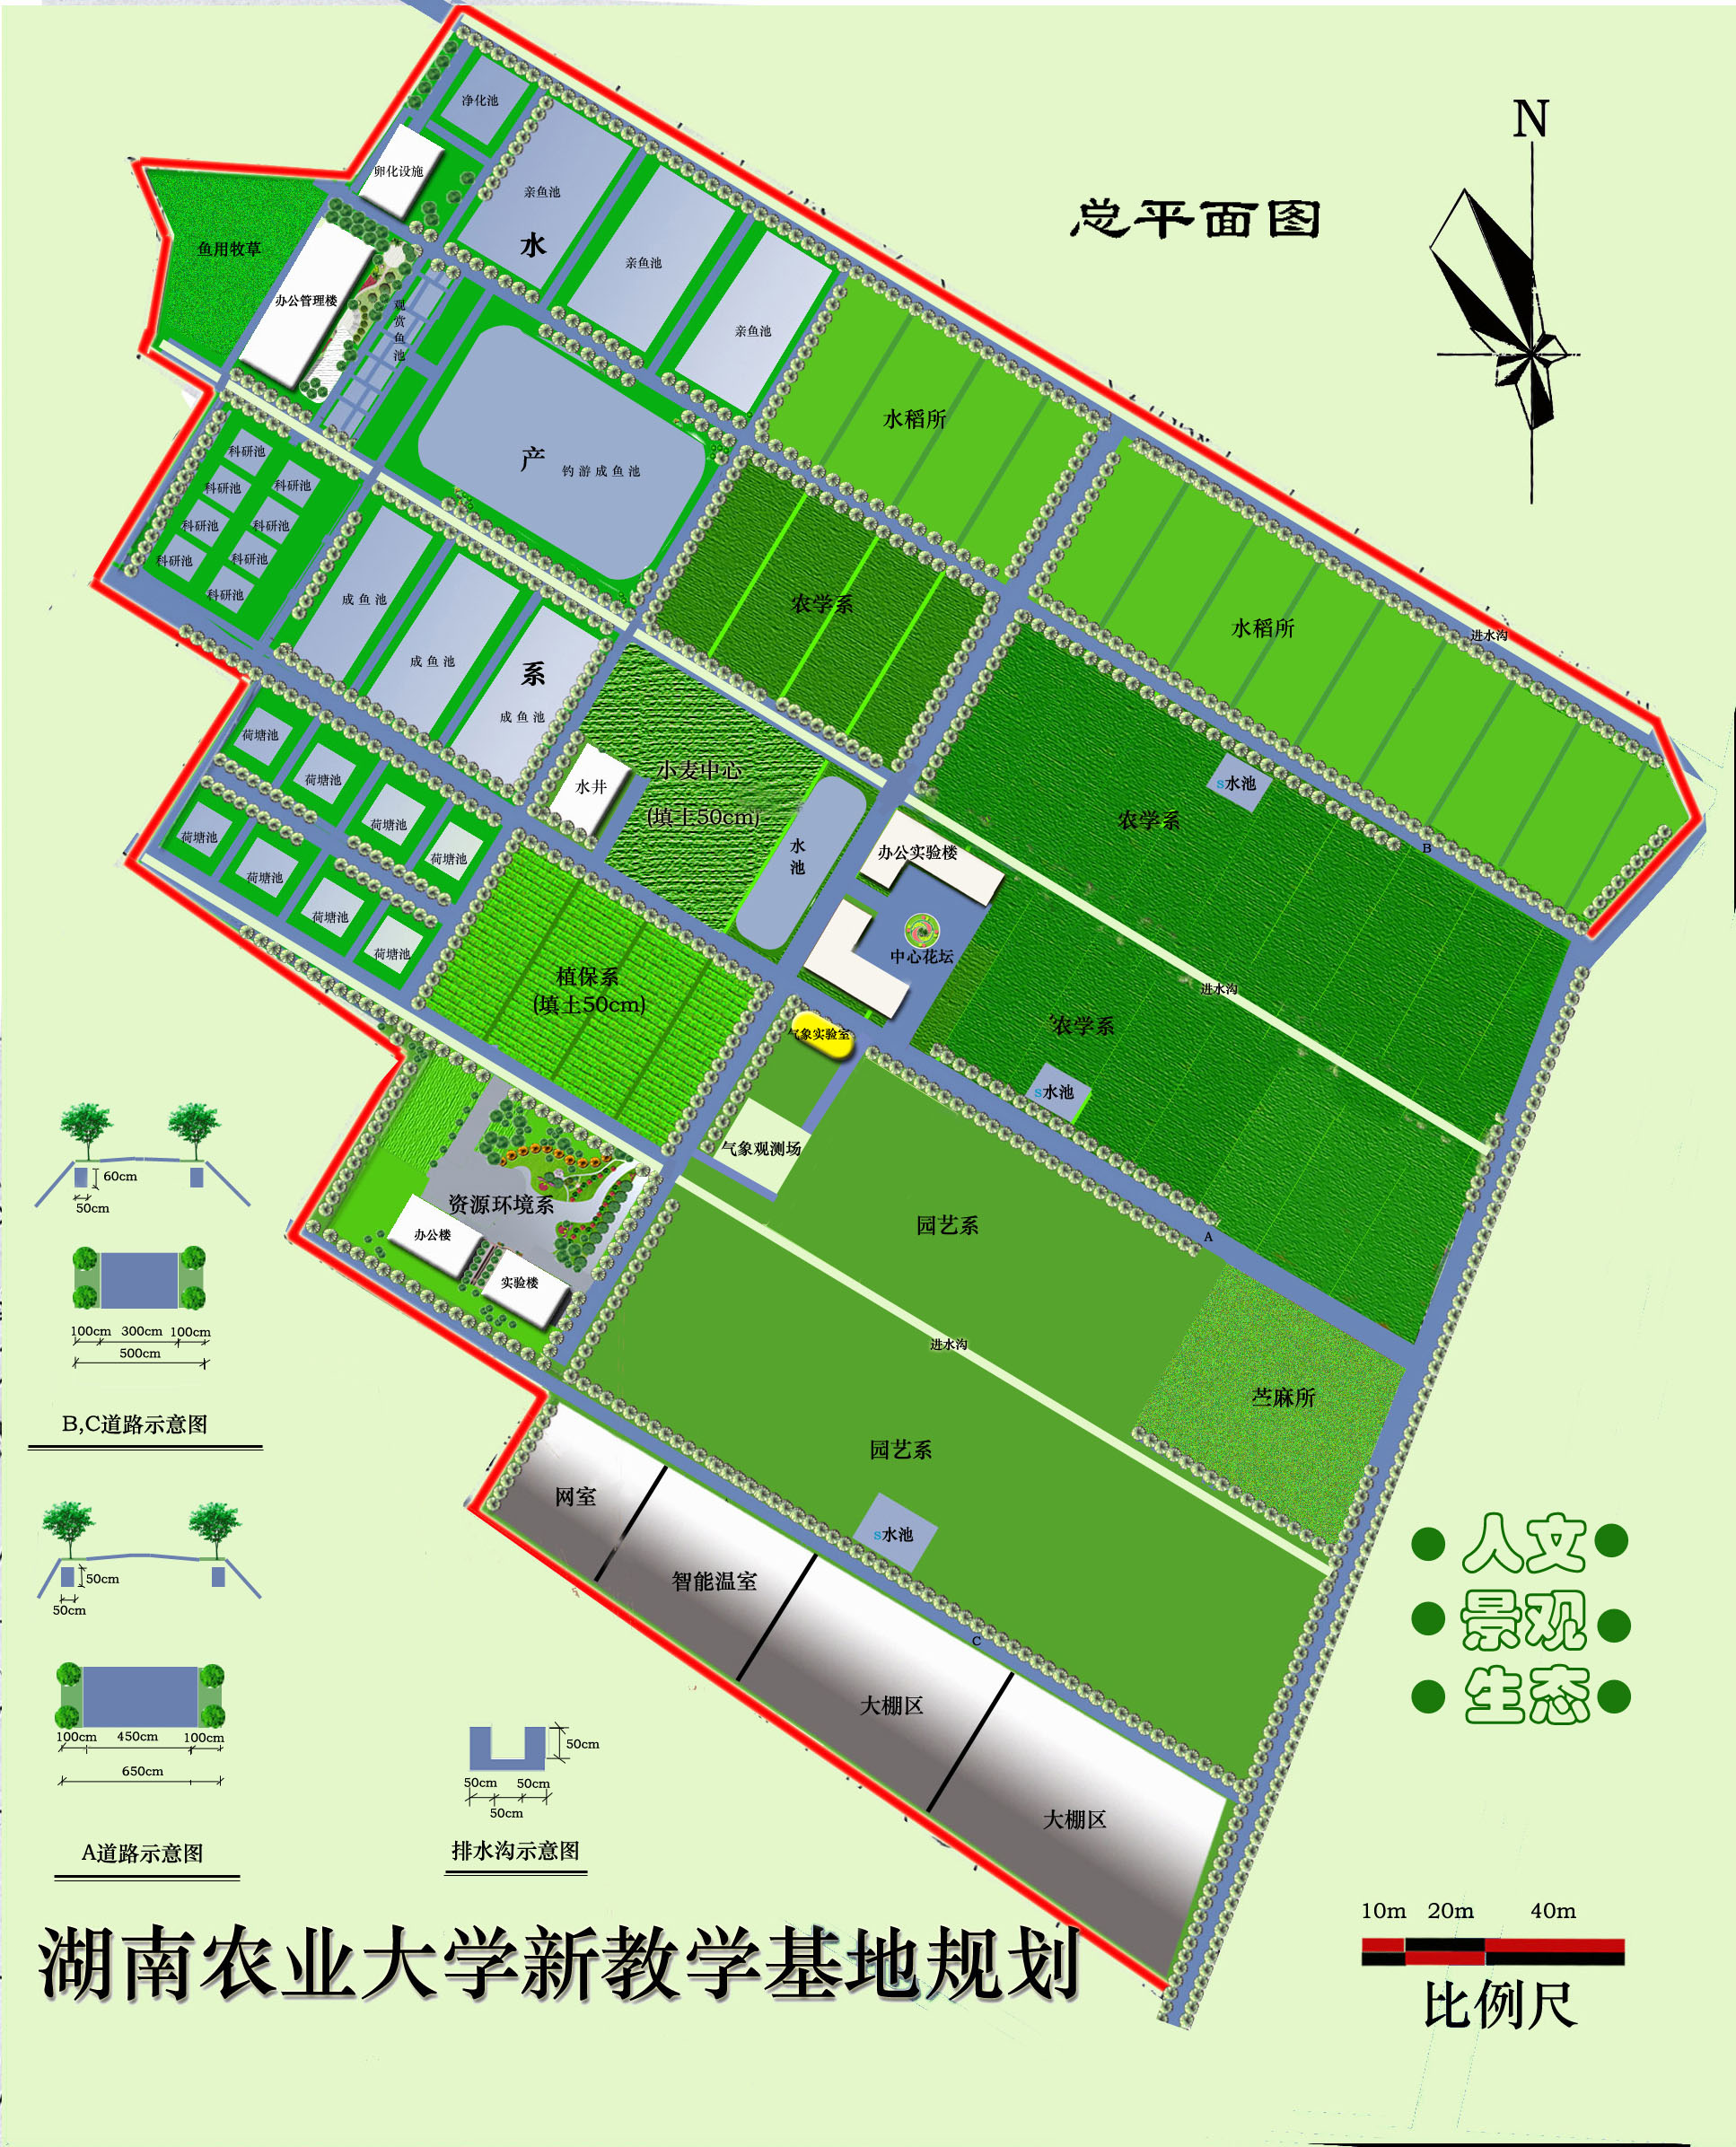 N
总平面图
净化池
卵化设施
亲鱼池
水
鱼用牧草
亲鱼池
办公管理楼
观赏鱼池
亲鱼池
水稻所
产
钓游成鱼池
科研池
科研池
科研池
科研池
科研池
科研池
科研池
科研池
成鱼池
农学系
水稻所
进水沟
成鱼池
系
成鱼池
荷塘池
荷塘池
小麦中心
(填土50cm)
水井
s水池
农学系
荷塘池
荷塘池
荷塘池
荷塘池
荷塘池
荷塘池
水池
办公实验楼
B
中心花坛
植保系
(填土50cm)
进水沟
农学系
气象实验室
s水池
气象观测场
60cm
50cm
资源环境系
办公楼
实验楼
园艺系
A
100cm 300cm 100cm
500cm
进水沟
苎麻所
B,C道路示意图
园艺系
网室
s水池
人文
智能温室
50cm
50cm
景观
C
生态
大棚区
100cm 450cm 100cm
650cm
50cm
50cm 50cm
50cm
大棚区
A道路示意图
排水沟示意图
10m 20m 40m
比例尺
湖南农业大学新教学基地规划